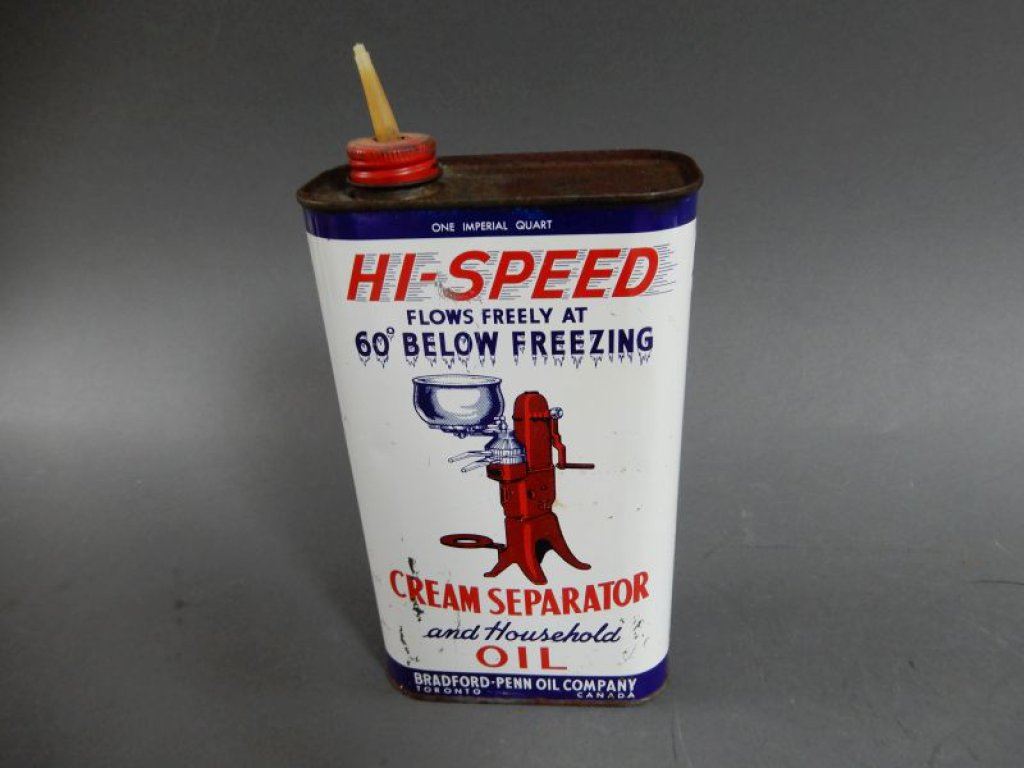 ONE IMPERIAL QUART
HI-SPEED
FLOWS FREELY AT
60° BELOW FREEZING
CREAM SEPARATOR
and Household
OIL
BRADFORD-PENN OIL COMPANY
TORONTO CANADA